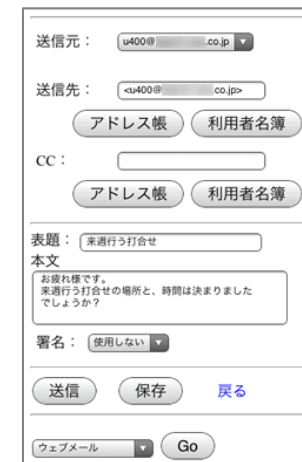 送信元： u400@ .co.jp
送信先： <u400@ co.jp>
アドレス帳 利用者名簿
CC：
アドレス帳 利用者名簿
表題： 来週行う打合せ
本文
お疲れ様です。
来週行う打合せの場所と、時間は決まりました
でしょうか？
署名： 使用しない
送信 保存 戻る
ウェブメール Go